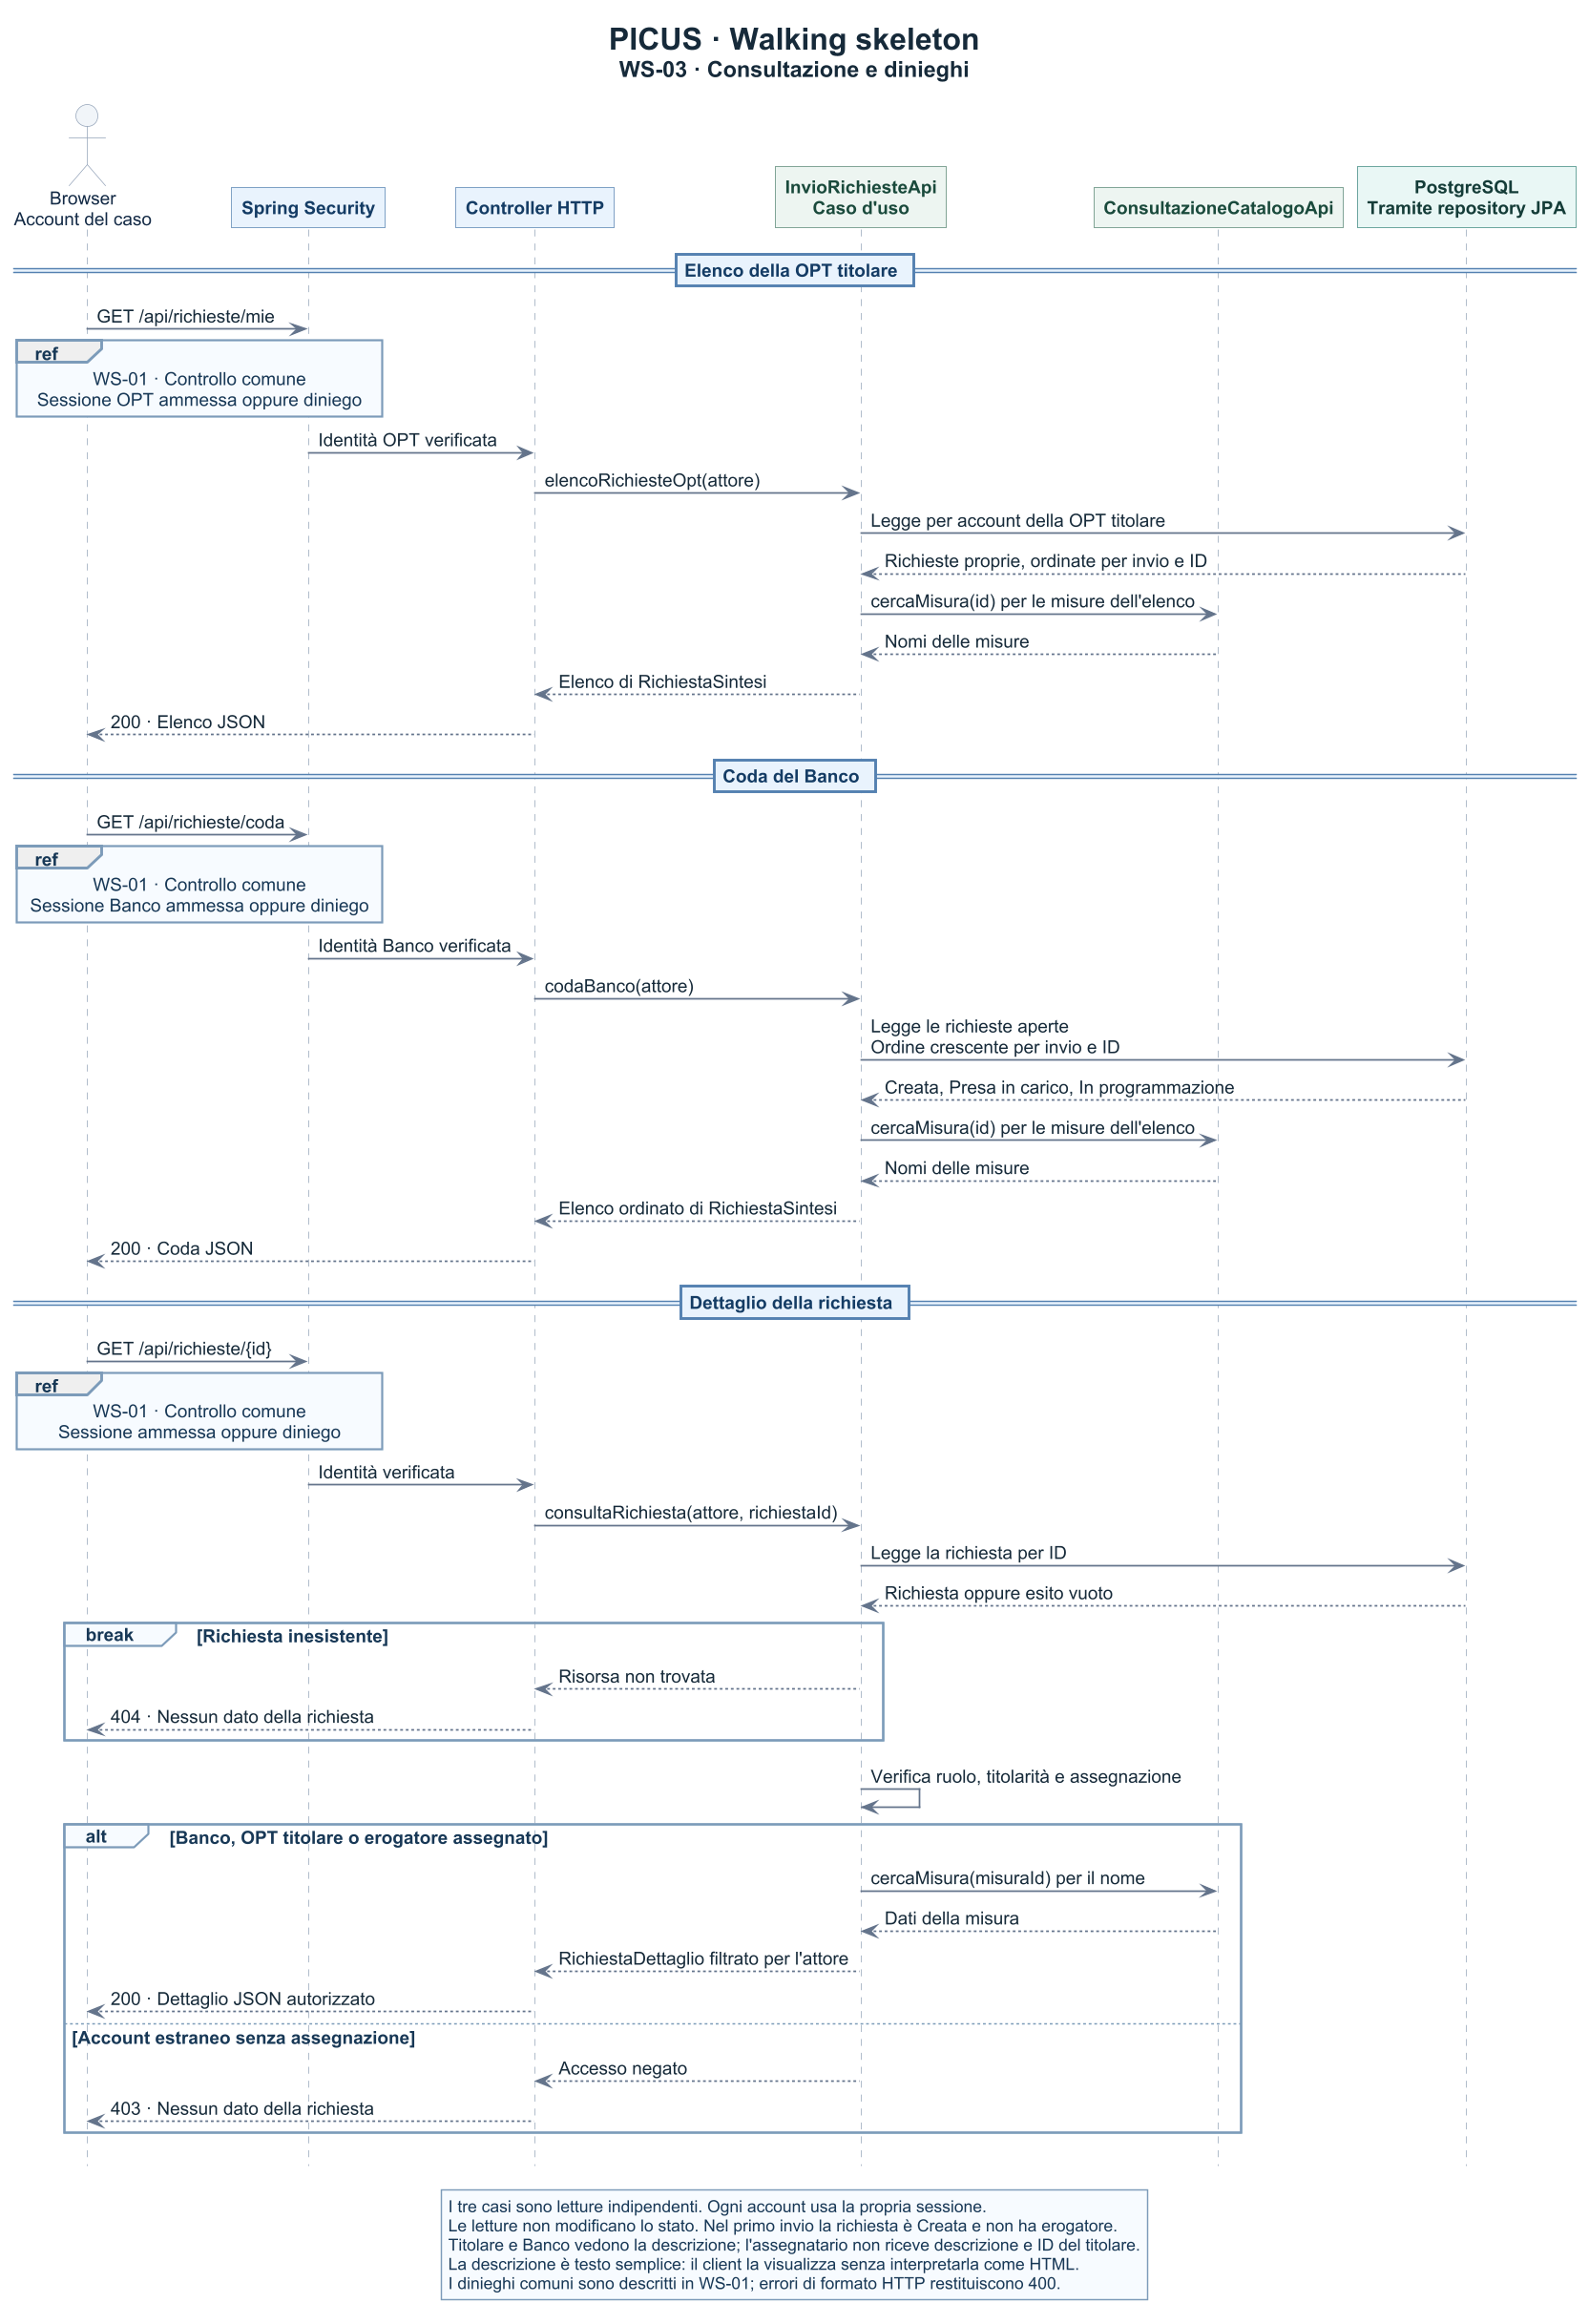 PICUS · Walking skeleton
WS-03 · Consultazione e dinieghi
Browser
Account del caso
Spring Security
Controller HTTP
InvioRichiesteApi
Caso d'uso
ConsultazioneCatalogoApi
PostgreSQL
Tramite repository JPA
Elenco della OPT titolare
GET /api/richieste/mie
ref
WS-01 · Controllo comune
Sessione OPT ammessa oppure diniego
Identità OPT verificata
elencoRichiesteOpt(attore)
Legge per account della OPT titolare
Richieste proprie, ordinate per invio e ID
cercaMisura(id) per le misure dell'elenco
Nomi delle misure
Elenco di RichiestaSintesi
200 · Elenco JSON
Coda del Banco
GET /api/richieste/coda
ref
WS-01 · Controllo comune
Sessione Banco ammessa oppure diniego
Identità Banco verificata
codaBanco(attore)
Legge le richieste aperte
Ordine crescente per invio e ID
Creata, Presa in carico, In programmazione
cercaMisura(id) per le misure dell'elenco
Nomi delle misure
Elenco ordinato di RichiestaSintesi
200 · Coda JSON
Dettaglio della richiesta
GET /api/richieste/{id}
ref
WS-01 · Controllo comune
Sessione ammessa oppure diniego
Identità verificata
consultaRichiesta(attore, richiestaId)
Legge la richiesta per ID
Richiesta oppure esito vuoto
break
[Richiesta inesistente]
Risorsa non trovata
404 · Nessun dato della richiesta
Verifica ruolo, titolarità e assegnazione
alt
[Banco, OPT titolare o erogatore assegnato]
cercaMisura(misuraId) per il nome
Dati della misura
RichiestaDettaglio filtrato per l'attore
200 · Dettaglio JSON autorizzato
[Account estraneo senza assegnazione]
Accesso negato
403 · Nessun dato della richiesta
I tre casi sono letture indipendenti. Ogni account usa la propria sessione.
Le letture non modificano lo stato. Nel primo invio la richiesta è Creata e non ha erogatore.
Titolare e Banco vedono la descrizione; l'assegnatario non riceve descrizione e ID del titolare.
La descrizione è testo semplice: il client la visualizza senza interpretarla come HTML.
I dinieghi comuni sono descritti in WS-01; errori di formato HTTP restituiscono 400.